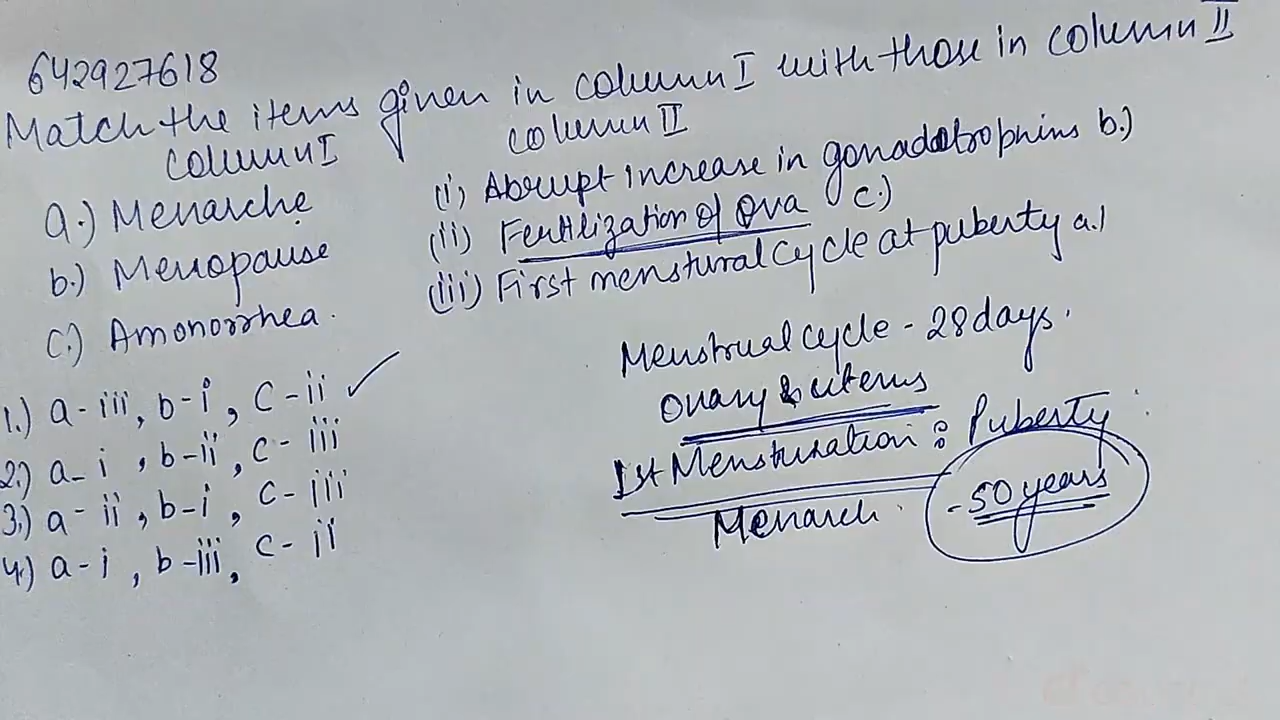 642927618
Match the items given in column I with those in column II
column I column II
a.) Menarche (i) Abrupt increase in gonadotrophins b.)
b.) Menopause (ii) Fertilization of ova c.)
c.) Amonorrhea. (iii) First menstural cycle at puberty a.)
1.) a-iii, b-i, c-ii ✓
2.) a-i, b-ii, c-iii
3.) a-ii, b-i, c-iii
4.) a-i, b-iii, c-ii
Menstrual cycle - 28 days.
Ovary & uterus
1st Mensturation : Puberty
Menarch. - 50 years